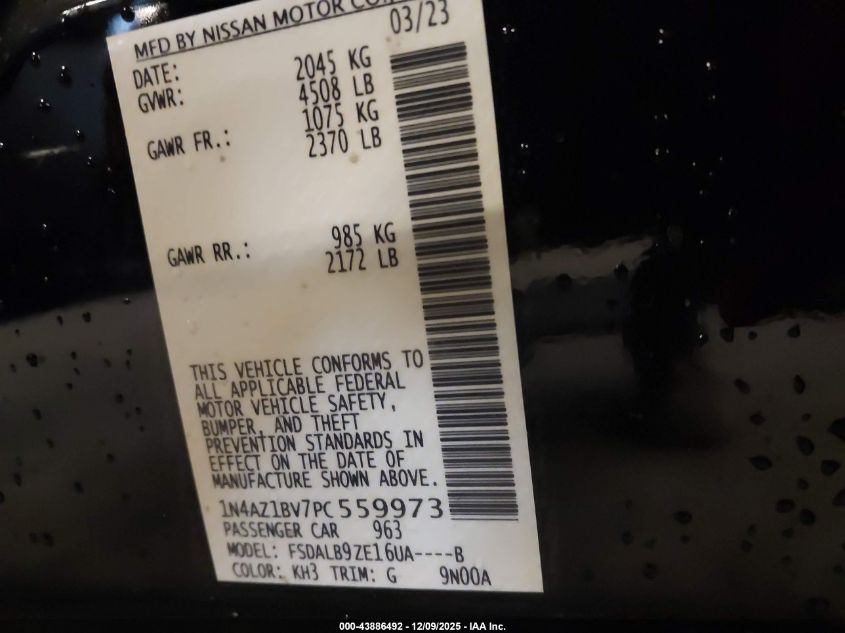 MFD BY NISSAN MOTOR CO.
DATE: 03/23
GVWR: 2045 KG
4508 LB
GAWR FR.: 1075 KG
2370 LB
GAWR RR.: 985 KG
2172 LB
THIS VEHICLE CONFORMS TO
ALL APPLICABLE FEDERAL
MOTOR VEHICLE SAFETY,
BUMPER, AND THEFT
PREVENTION STANDARDS IN
EFFECT ON THE DATE OF
MANUFACTURE SHOWN ABOVE.
1N4AZ1BV7PC559973
PASSENGER CAR 963
MODEL: FSDALB9ZE16UA----B
COLOR: KH3 TRIM: G 9N00A
000-43886492 - 12/09/2025 - IAA Inc.